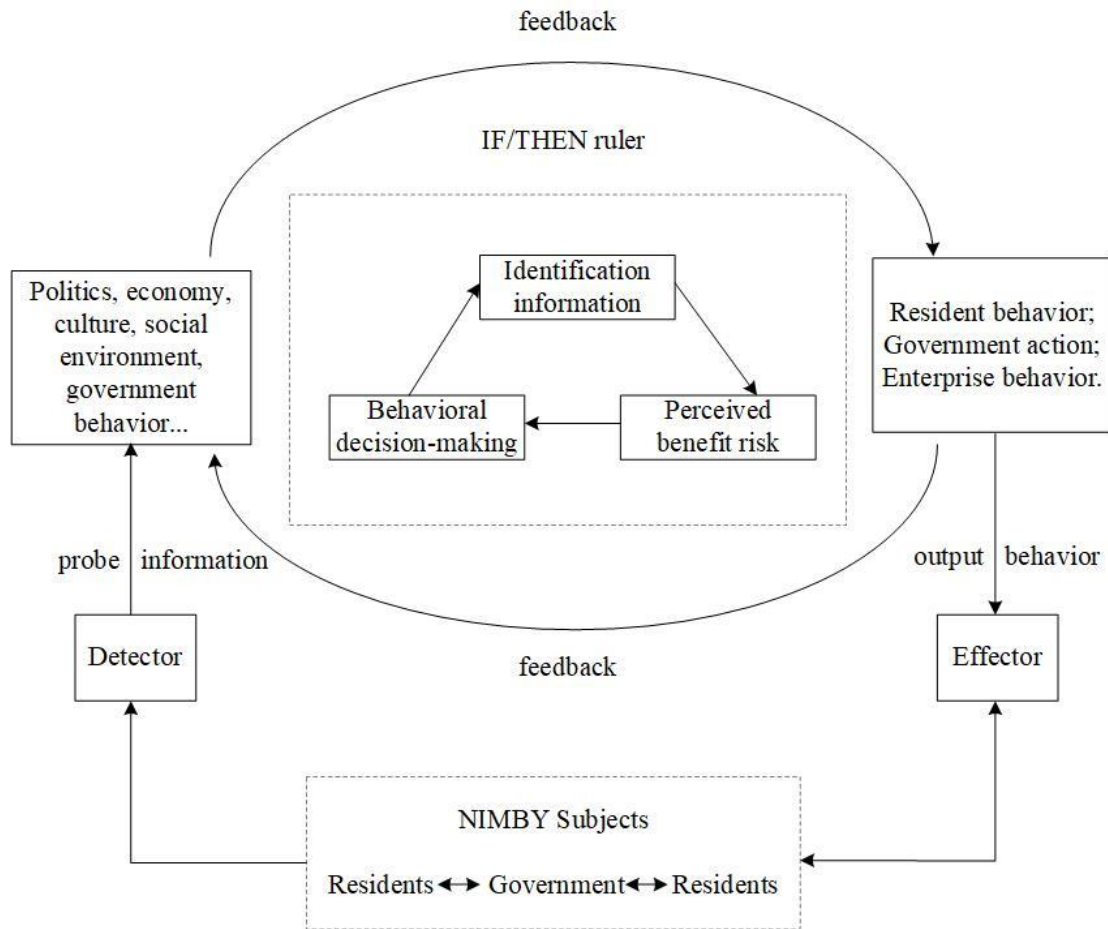 feedback
IF/THEN ruler
Identification
information
Politics, economy,
culture, social
environment,
government
behavior...
Resident behavior;
Government action;
Enterprise behavior.
Behavioral
decision-making
Perceived
benefit risk
probe information
output behavior
Detector
feedback
Effector
NIMBY Subjects
Residents Government Residents